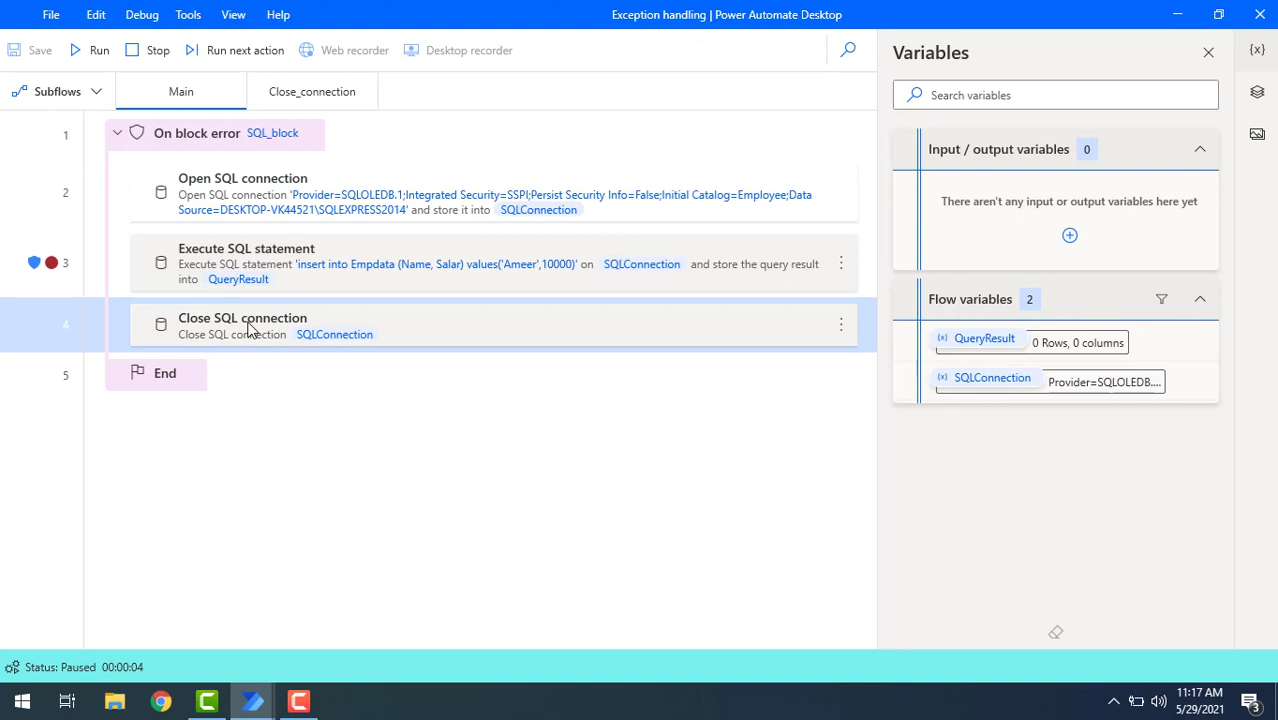 File Edit Debug Tools View Help Exception handling | Power Automate Desktop
Save Run Stop Run next action Web recorder Desktop recorder
Subflows Main Close_connection
1 On block error SQL_block
2 Open SQL connection
Open SQL connection 'Provider=SQLOLEDB.1;Integrated Security=SSPI;Persist Security Info=False;Initial Catalog=Employee;Data
Source=DESKTOP-VK44521\SQLEXPRESS2014' and store it into SQLConnection
Execute SQL statement
3 Execute SQL statement 'insert into Empdata (Name, Salar) values('Ameer',10000)' on SQLConnection and store the query result
into QueryResult
4 Close SQL connection
Close SQL connection SQLConnection
5 End
Variables
{x}
Search variables
Input / output variables 0
There aren't any input or output variables here yet
Flow variables 2
(x) QueryResult 0 Rows, 0 columns
(x) SQLConnection Provider=SQLOLEDB....
Status: Paused 00:00:04
11:17 AM
5/29/2021
3